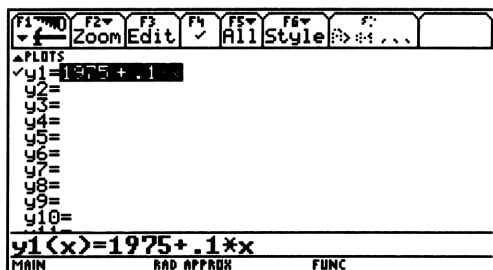 F1 F2 Zoom F3 Edit F4 ✓ F5 All F6 Style F7
PLOTS
✓y1=1975+.1*x
y2=
y3=
y4=
y5=
y6=
y7=
y8=
y9=
y10=
y1(x)=1975+.1*x
MAIN RAD APPROX FUNC